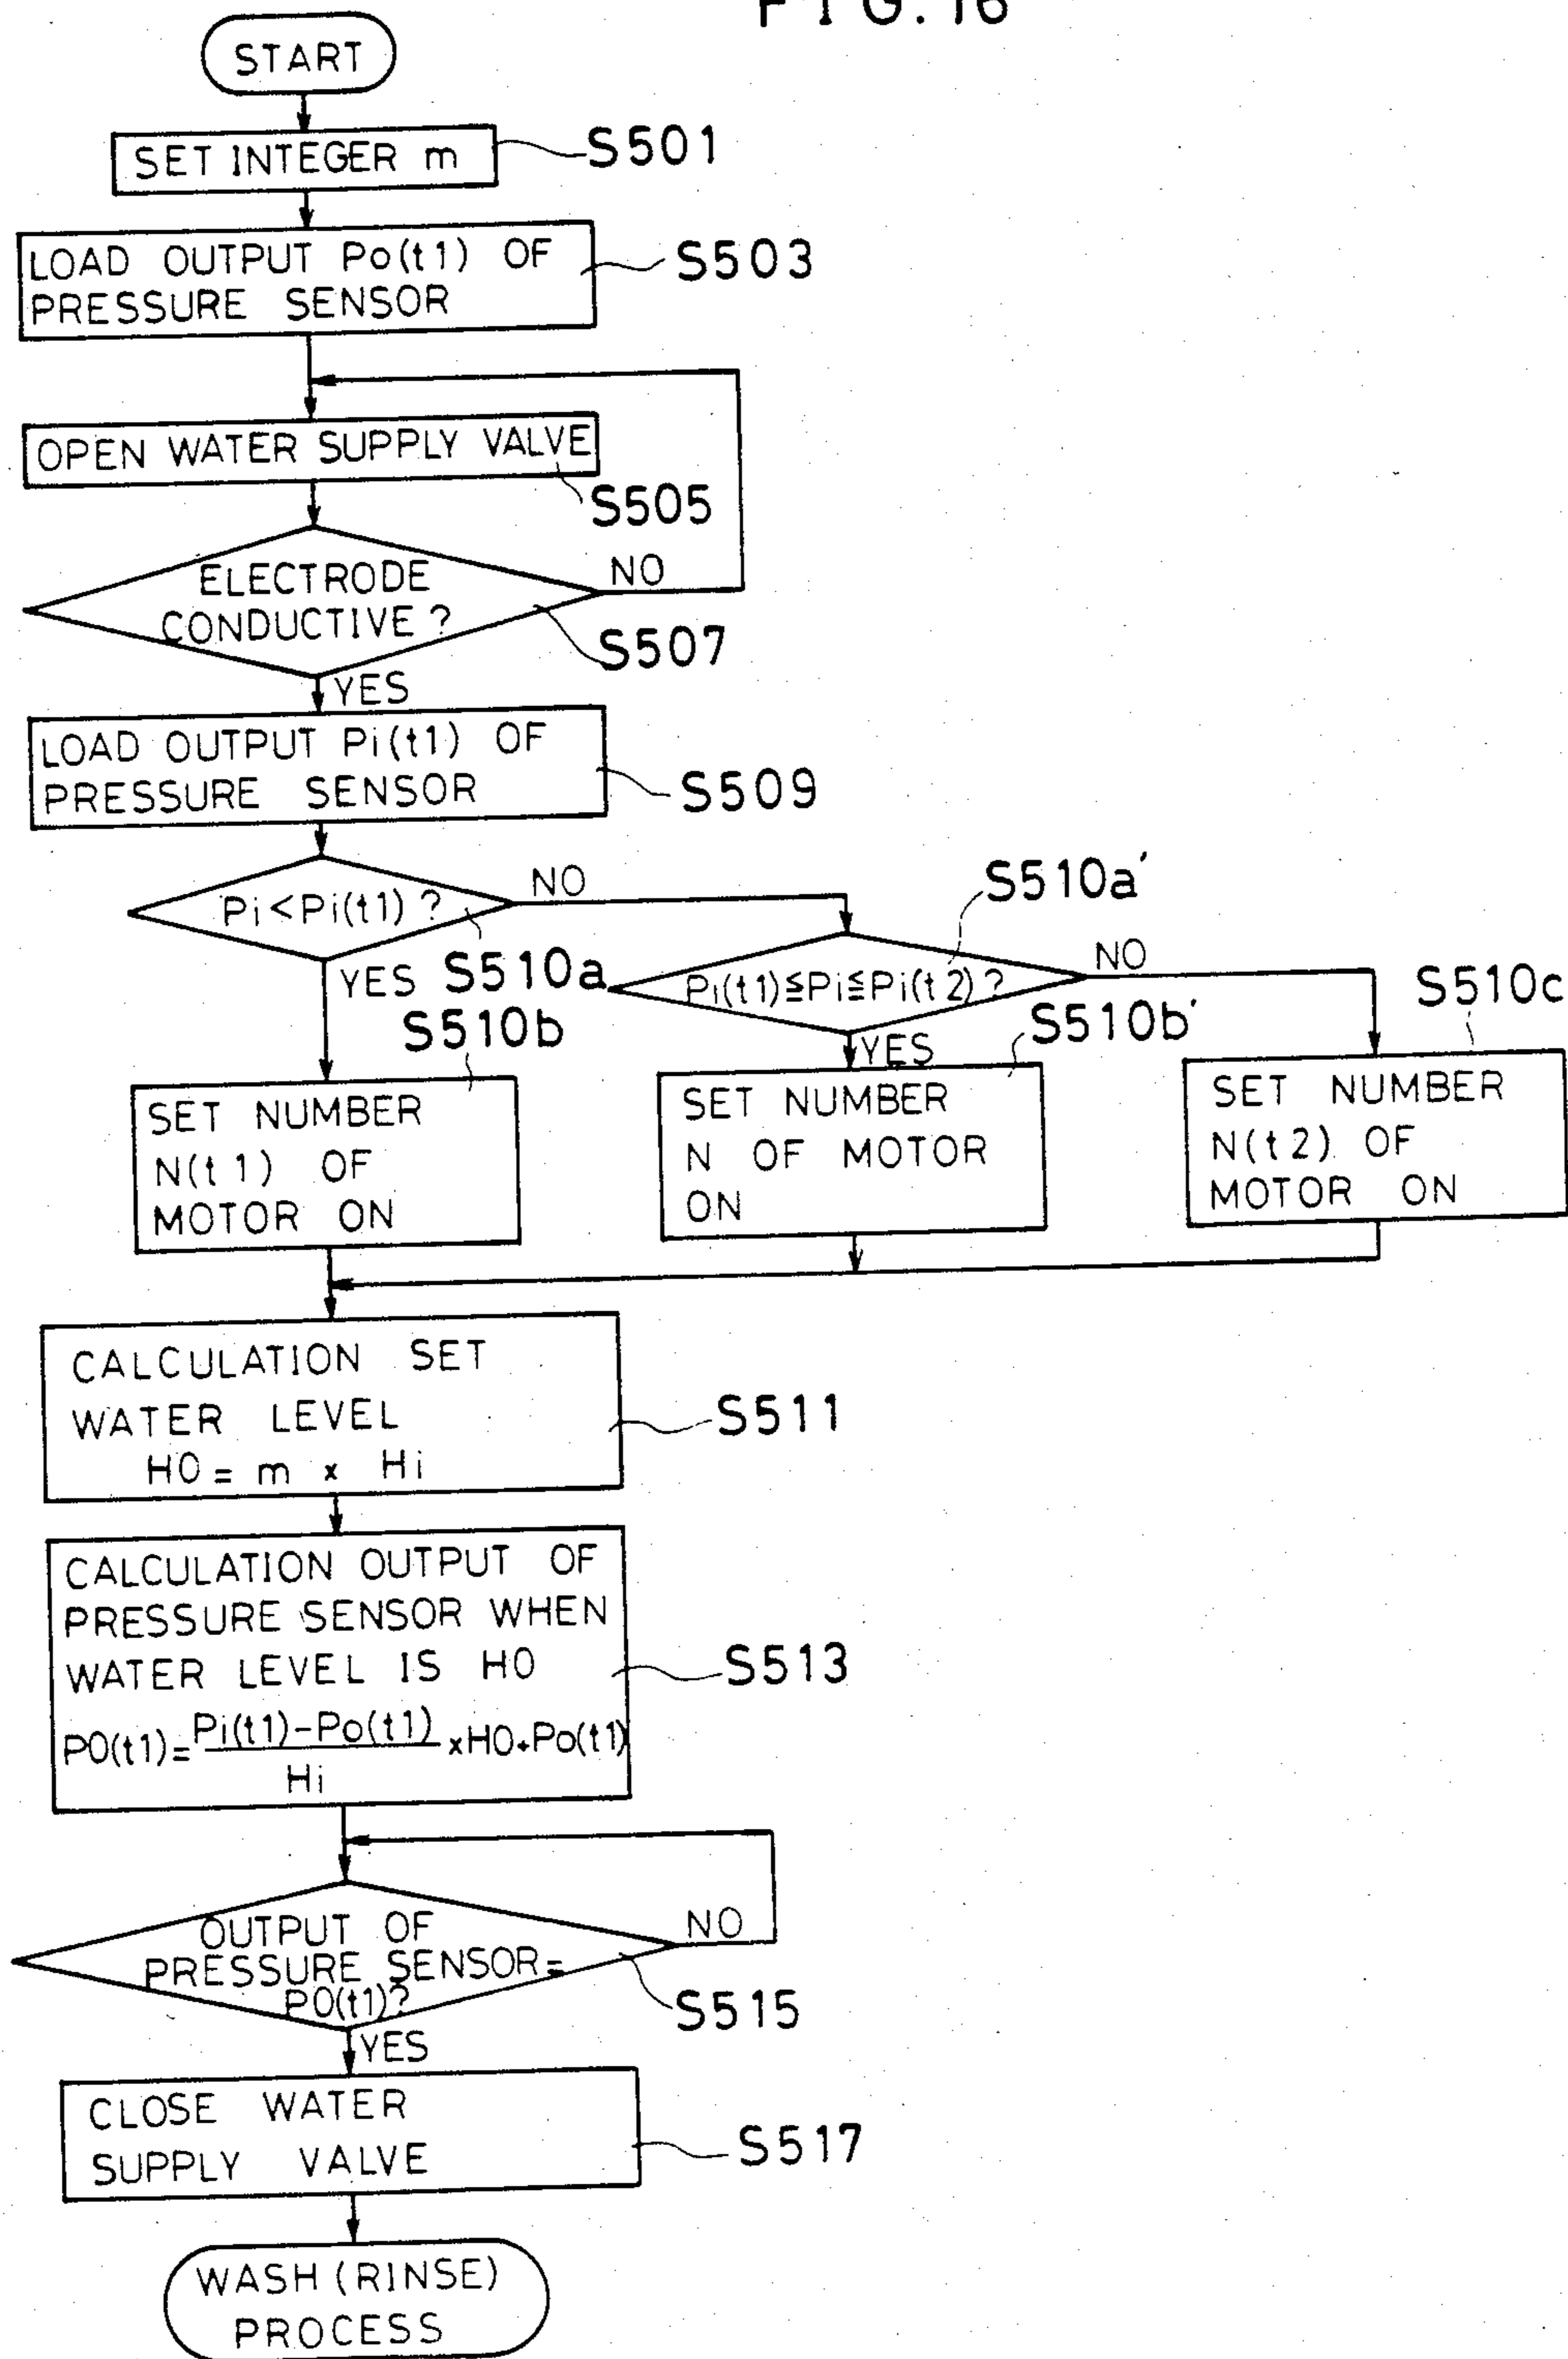 FIG. 16
START
SET INTEGER m
S501
LOAD OUTPUT Po(t1) OF
PRESSURE SENSOR
S503
OPEN WATER SUPPLY VALVE
S505
ELECTRODE
CONDUCTIVE ?
NO
S507
YES
LOAD OUTPUT Pi(t1) OF
PRESSURE SENSOR
S509
Pi<Pi(t1) ?
NO
S510a
YES
S510a'
Pi(t1)≦Pi≦Pi(t2) ?
NO
YES
S510b
SET NUMBER
N(t1) OF
MOTOR ON
S510b'
SET NUMBER
N OF MOTOR
ON
S510c
SET NUMBER
N(t2) OF
MOTOR ON
CALCULATION SET
WATER LEVEL
H0 = m x Hi
S511
CALCULATION OUTPUT OF
PRESSURE SENSOR WHEN
WATER LEVEL IS H0
P0(t1)=Pi(t1)-Po(t1)/Hi xH0+Po(t1)
S513
OUTPUT OF
PRESSURE SENSOR=
P0(t1)?
NO
S515
YES
CLOSE WATER
SUPPLY VALVE
S517
WASH (RINSE)
PROCESS